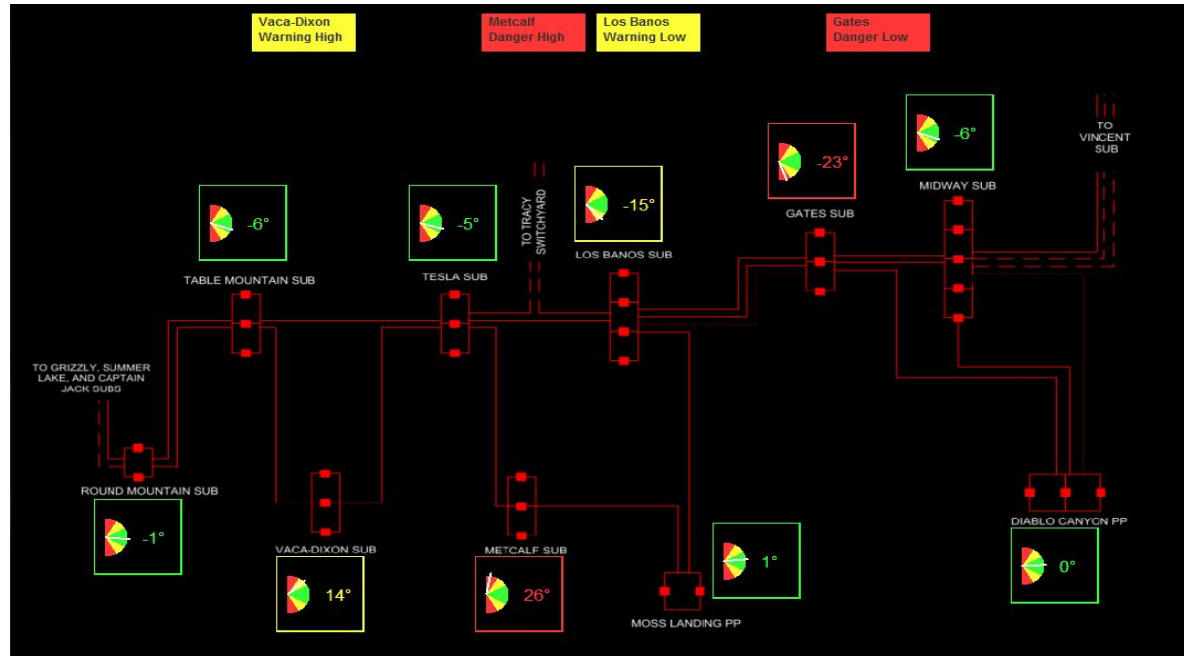 Vaca-Dixon
Warning High
Metcalf
Danger High
Los Banos
Warning Low
Gates
Danger Low
-6°
TABLE MOUNTAIN SUB
-5°
TESLA SUB
TO TRACY
SWITCHYARD
-15°
LOS BANOS SUB
-23°
GATES SUB
-6°
MIDWAY SUB
TO
VINCENT
SUB
TO GRIZZLY, SUMMER
LAKE, AND CAPTAIN
JACK SUBS
ROUND MOUNTAIN SUB
-1°
VACA-DIXON SUB
14°
METCALF SUB
26°
1°
MOSS LANDING PP
DIABLO CANYON PP
0°